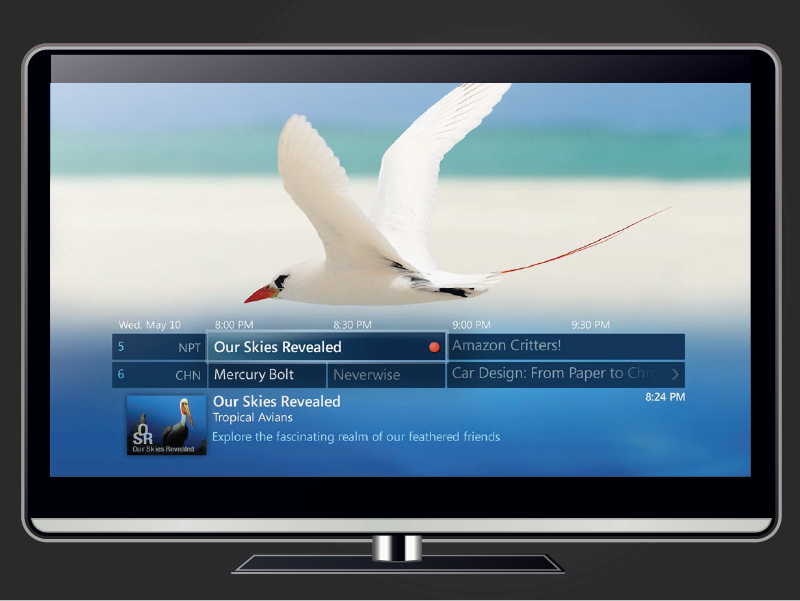 Wed. May 10 8:00 PM 8:30 PM 9:00 PM 9:30 PM
5 NPT Our Skies Revealed Amazon Critters!
6 CHN Mercury Bolt Neverwise Car Design: From Paper to Chr
Our Skies Revealed 8:24 PM
Tropical Avians
Explore the fascinating realm of our feathered friends
OSR
Our Skies Revealed